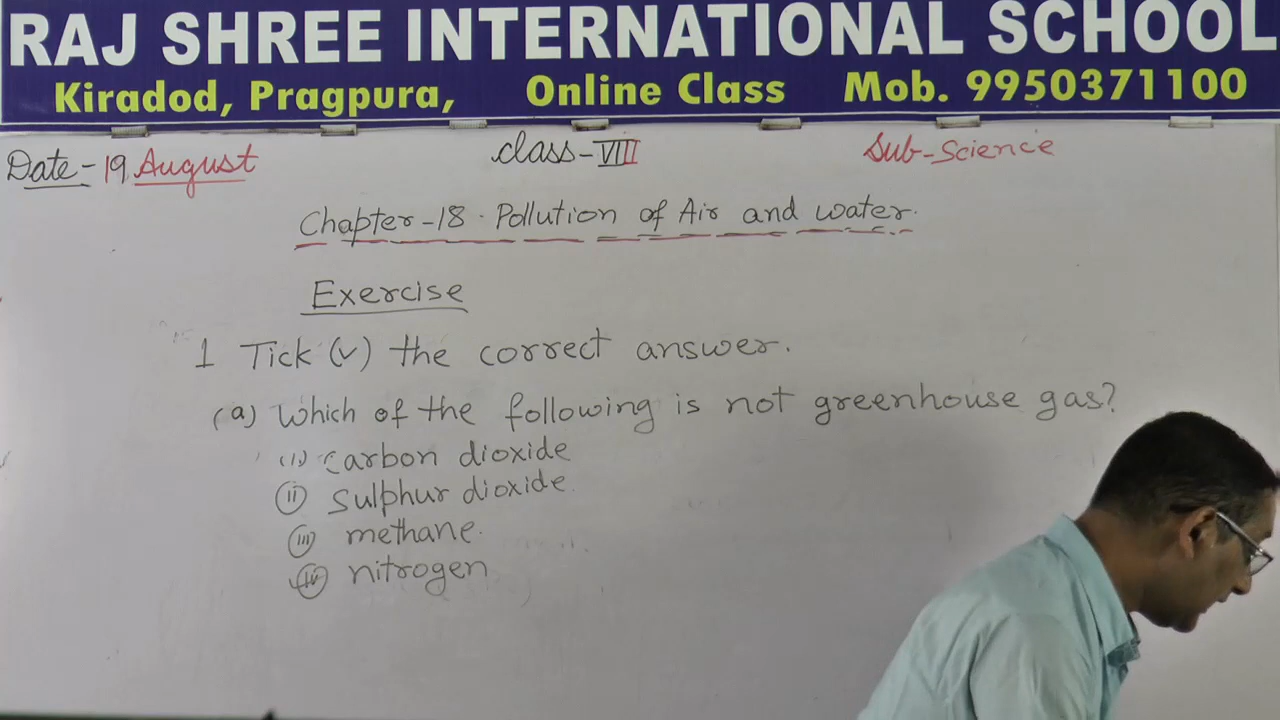 RAJ SHREE INTERNATIONAL SCHOOL
Kiradod, Pragpura, Online Class Mob. 9950371100
Date- 19 August class-VIII Sub-Science
Chapter-18. Pollution of Air and water.
Exercise
1 Tick (✓) the correct answer.
(a) Which of the following is not greenhouse gas?
(i) Carbon dioxide
(ii) Sulphur dioxide.
(iii) methane.
(iv) nitrogen